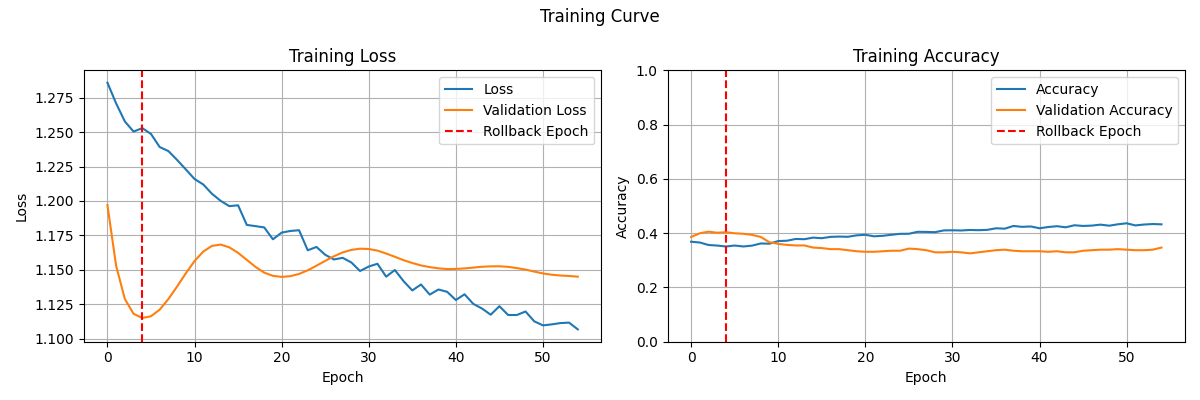 Training Curve
Training Loss
1.275
1.250
1.225
1.200
1.175
1.150
1.125
1.100
Loss
0
10
20
30
40
50
Epoch
Loss
Validation Loss
Rollback Epoch
Training Accuracy
1.0
0.8
0.6
0.4
0.2
0.0
Accuracy
0
10
20
30
40
50
Epoch
Accuracy
Validation Accuracy
Rollback Epoch